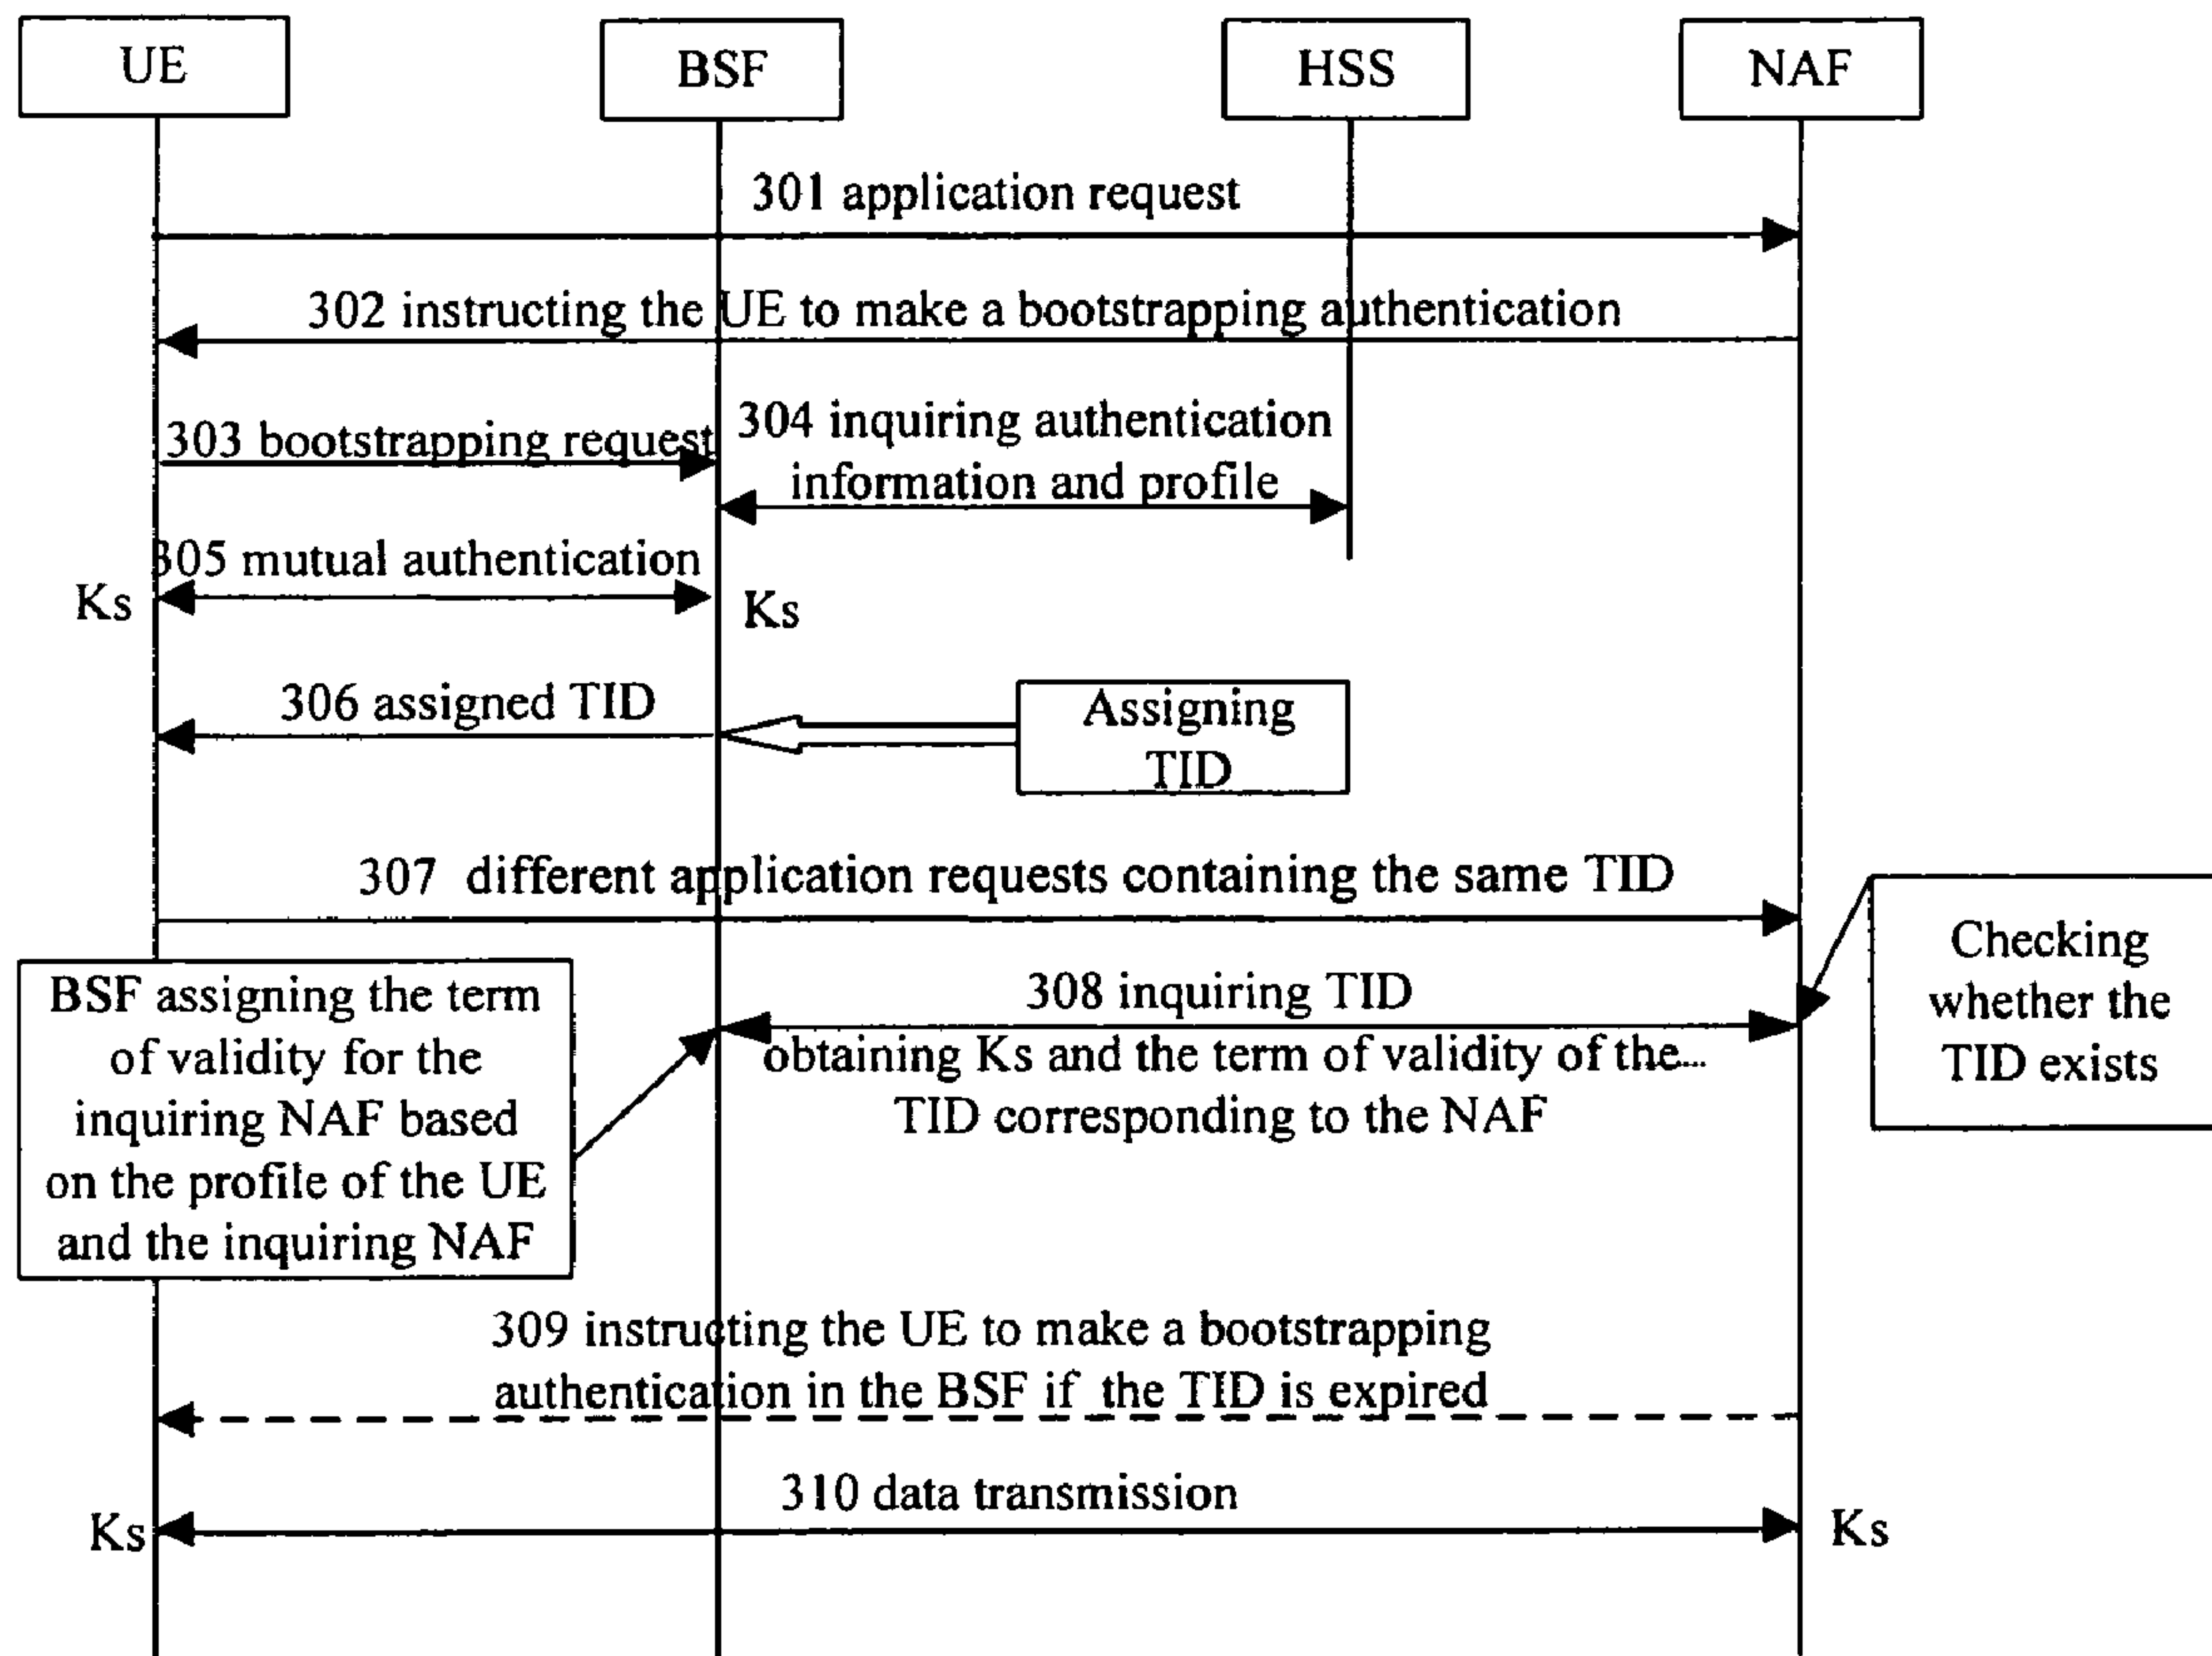 UE
BSF
HSS
NAF
301 application request
302 instructing the UE to make a bootstrapping authentication
303 bootstrapping request
304 inquiring authentication
information and profile
305 mutual authentication
Ks
Ks
306 assigned TID
Assigning
TID
307 different application requests containing the same TID
Checking
whether the
TID exists
308 inquiring TID
obtaining Ks and the term of validity of the...
TID corresponding to the NAF
BSF assigning the term
of validity for the
inquiring NAF based
on the profile of the UE
and the inquiring NAF
309 instructing the UE to make a bootstrapping
authentication in the BSF if the TID is expired
310 data transmission
Ks
Ks